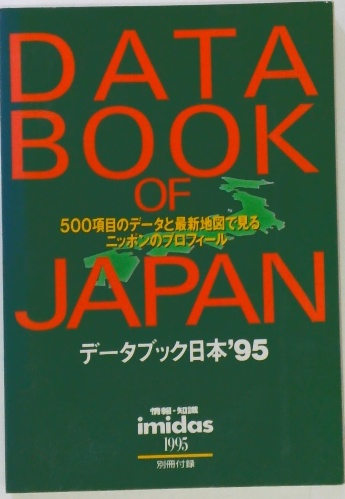 DATA
BOOK
OF
500項目のデータと最新地図で見る
ニッポンのプロフィール
JAPAN
データブック日本'95
情報・知識
imidas
1995
別冊付録